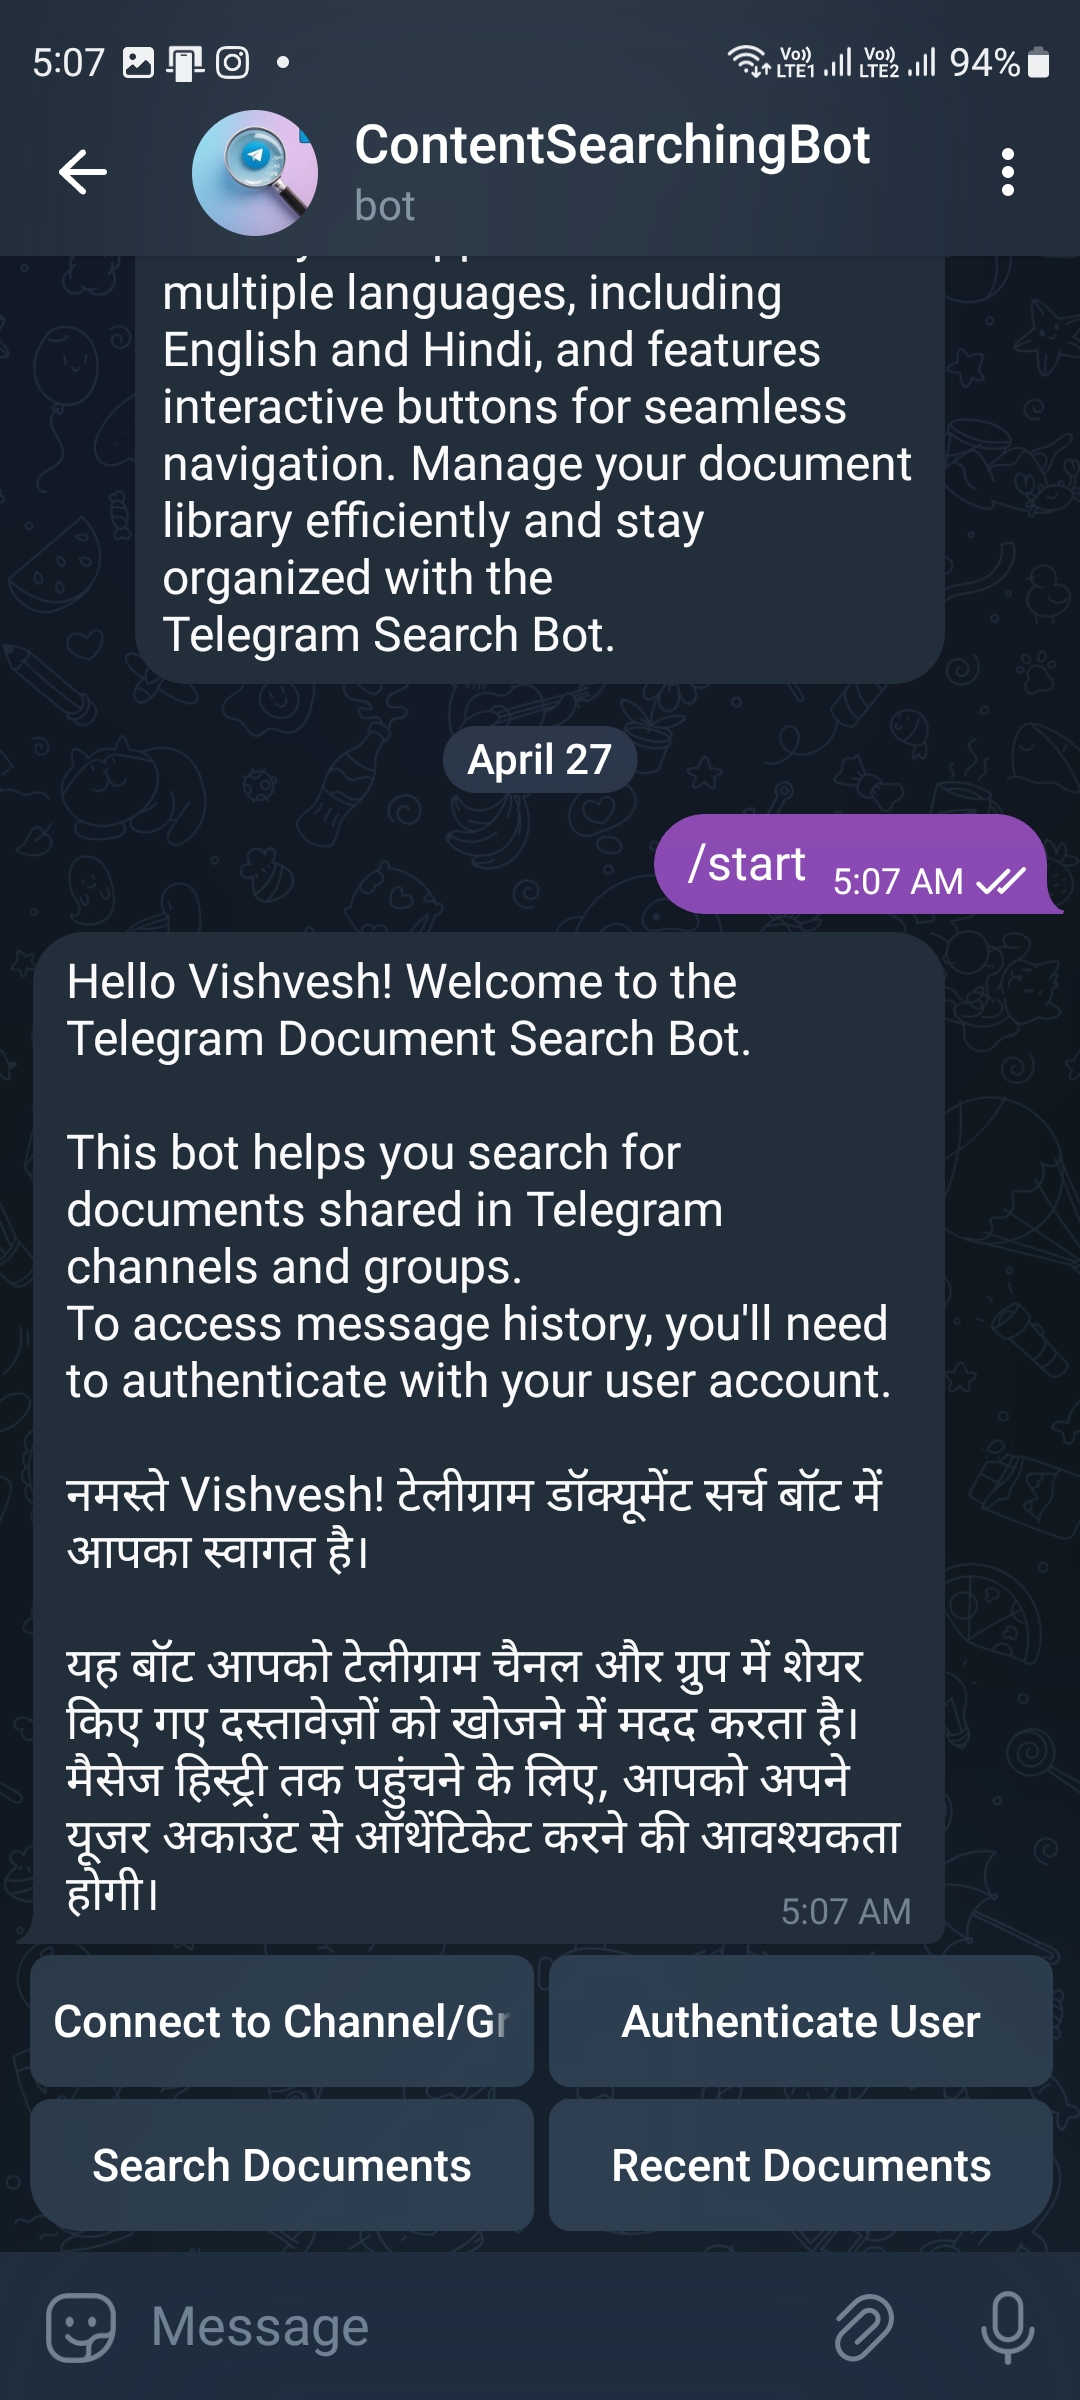 5:07
Vo)) LTE1 Vo)) LTE2 94%
ContentSearchingBot
bot
multiple languages, including
English and Hindi, and features
interactive buttons for seamless
navigation. Manage your document
library efficiently and stay
organized with the
Telegram Search Bot.
April 27
/start 5:07 AM
Hello Vishvesh! Welcome to the
Telegram Document Search Bot.
This bot helps you search for
documents shared in Telegram
channels and groups.
To access message history, you'll need
to authenticate with your user account.
नमस्ते Vishvesh! टेलीग्राम डॉक्यूमेंट सर्च बॉट में
आपका स्वागत है।
यह बॉट आपको टेलीग्राम चैनल और ग्रुप में शेयर
किए गए दस्तावेज़ों को खोजने में मदद करता है।
मैसेज हिस्ट्री तक पहुंचने के लिए, आपको अपने
यूजर अकाउंट से ऑथेंटिकेट करने की आवश्यकता
होगी।
5:07 AM
Connect to Channel/Gr
Authenticate User
Search Documents
Recent Documents
Message